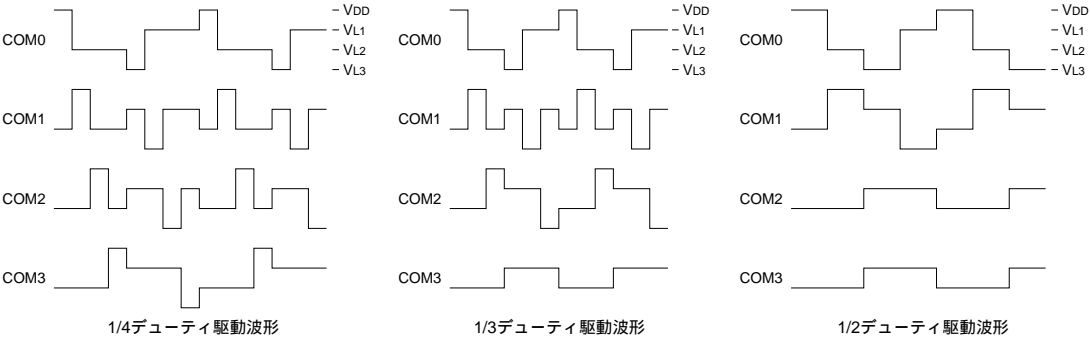 COM0
VDD
VL1
VL2
VL3
COM1
COM2
COM3
1/4デューティ駆動波形
COM0
VDD
VL1
VL2
VL3
COM1
COM2
COM3
1/3デューティ駆動波形
COM0
VDD
VL1
VL2
VL3
COM1
COM2
COM3
1/2デューティ駆動波形